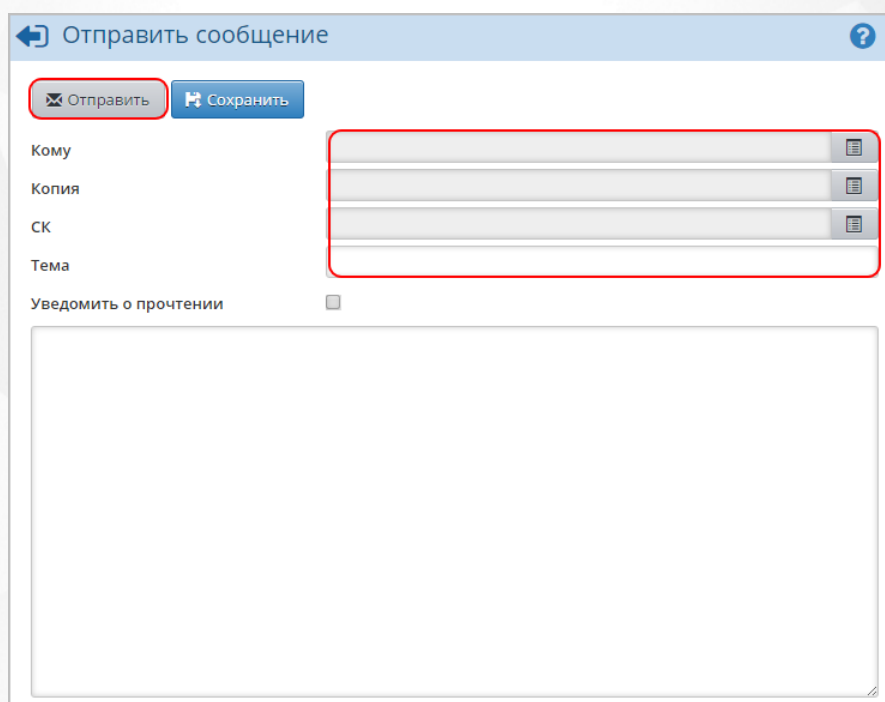 Отправить сообщение
Отправить Сохранить
Кому
Копия
СК
Тема
Уведомить о прочтении